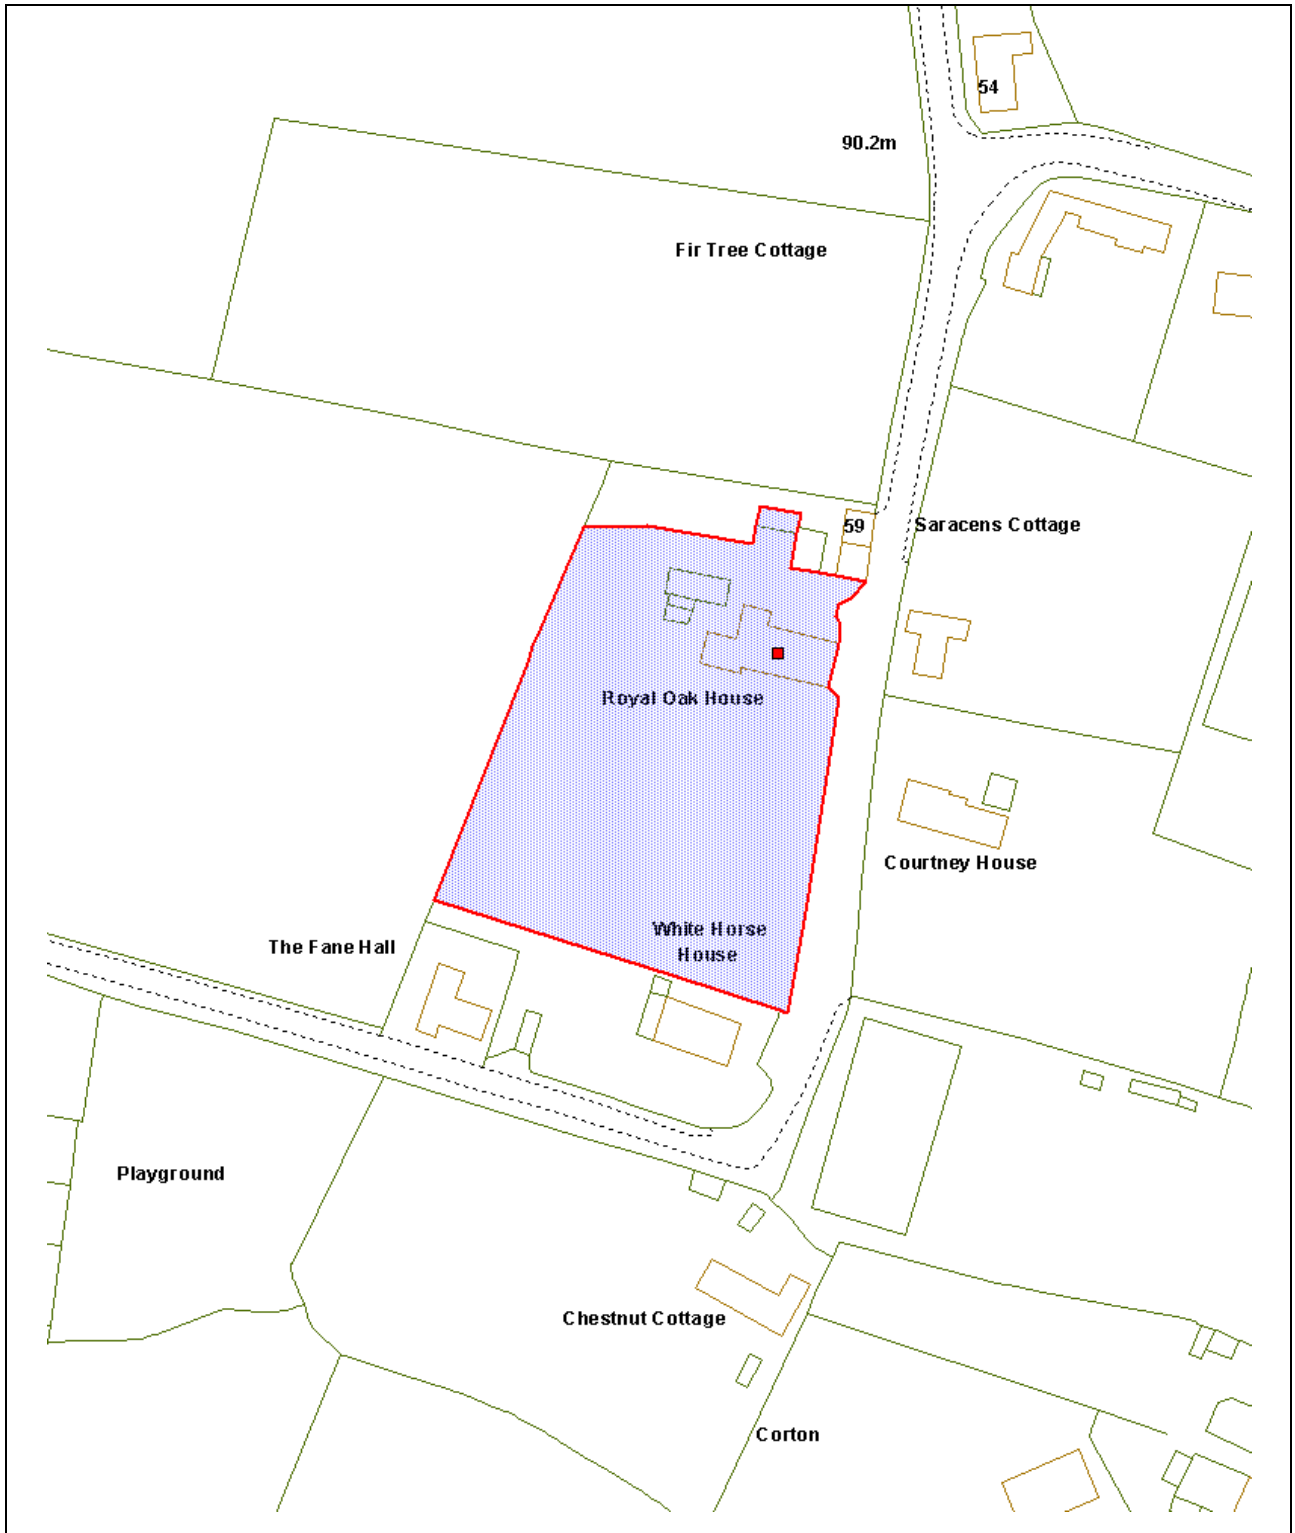 54
90.2m
Fir Tree Cottage
59
Saracens Cottage
Royal Oak House
Courtney House
White Horse
House
The Fane Hall
Playground
Chestnut Cottage
Corton